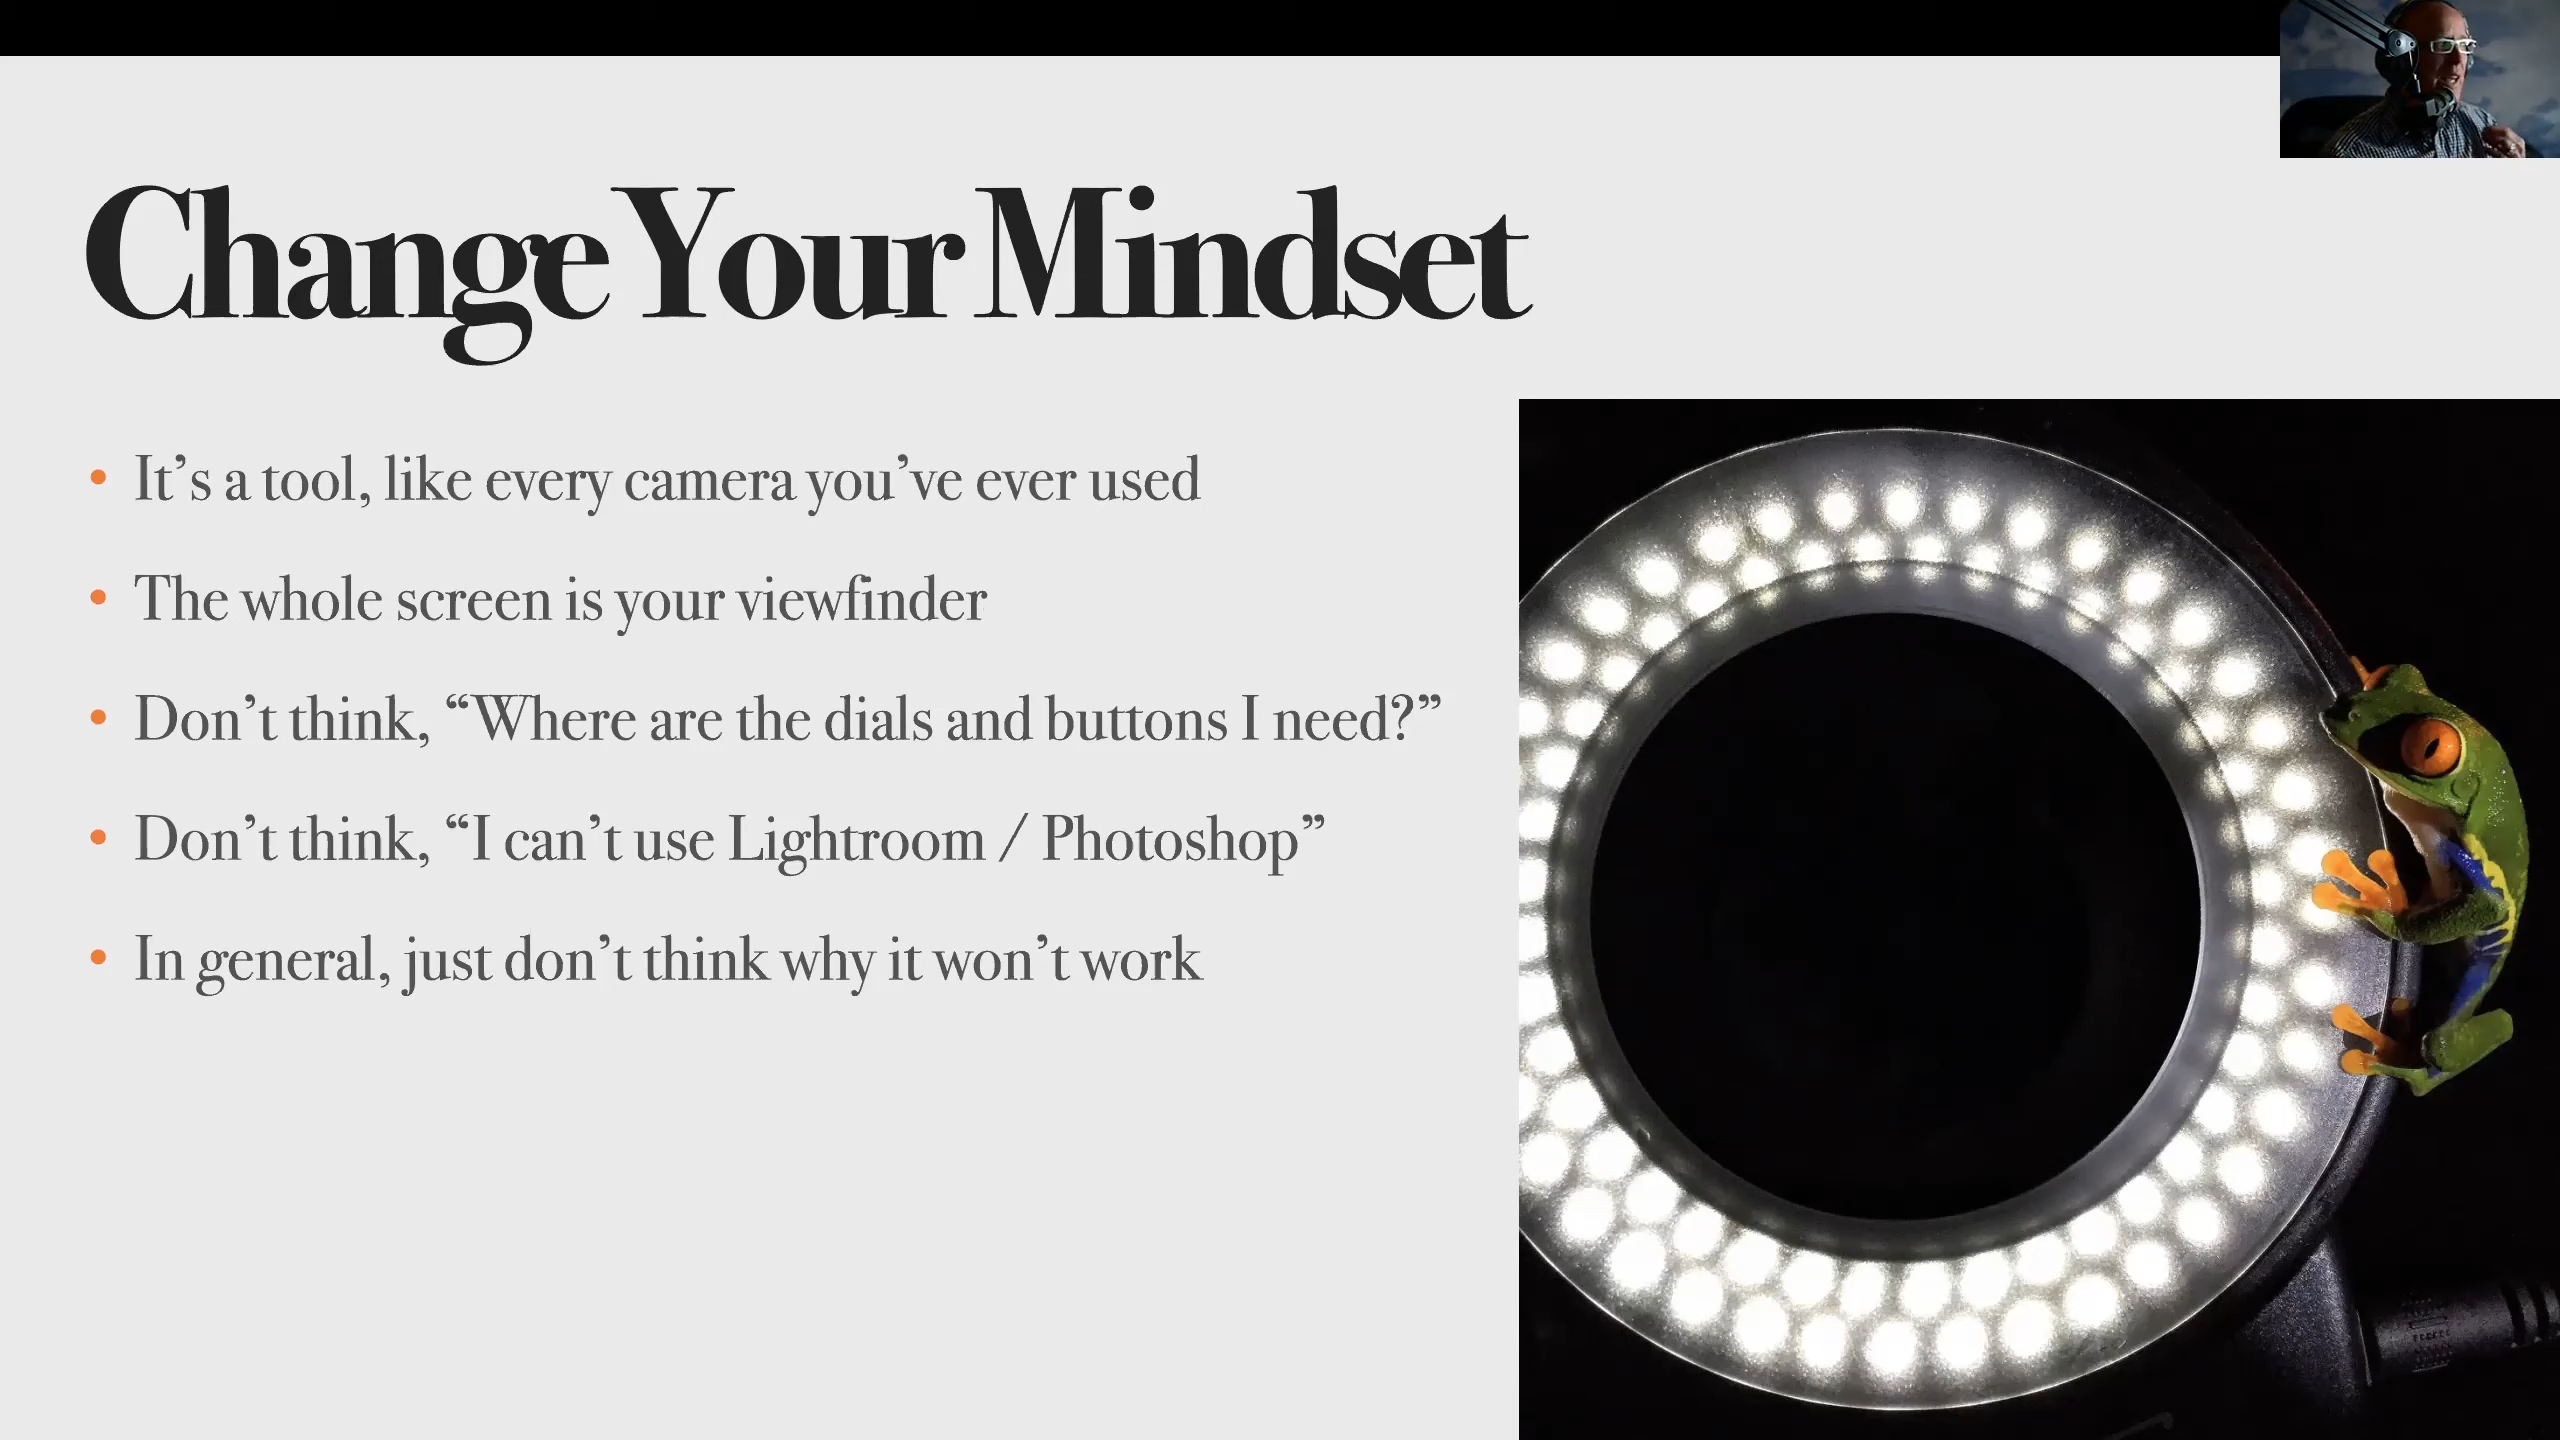 Change Your Mindset
• It’s a tool, like every camera you’ve ever used
• The whole screen is your viewfinder
• Don’t think, “Where are the dials and buttons I need?”
• Don’t think, “I can’t use Lightroom / Photoshop”
• In general, just don’t think why it won’t work